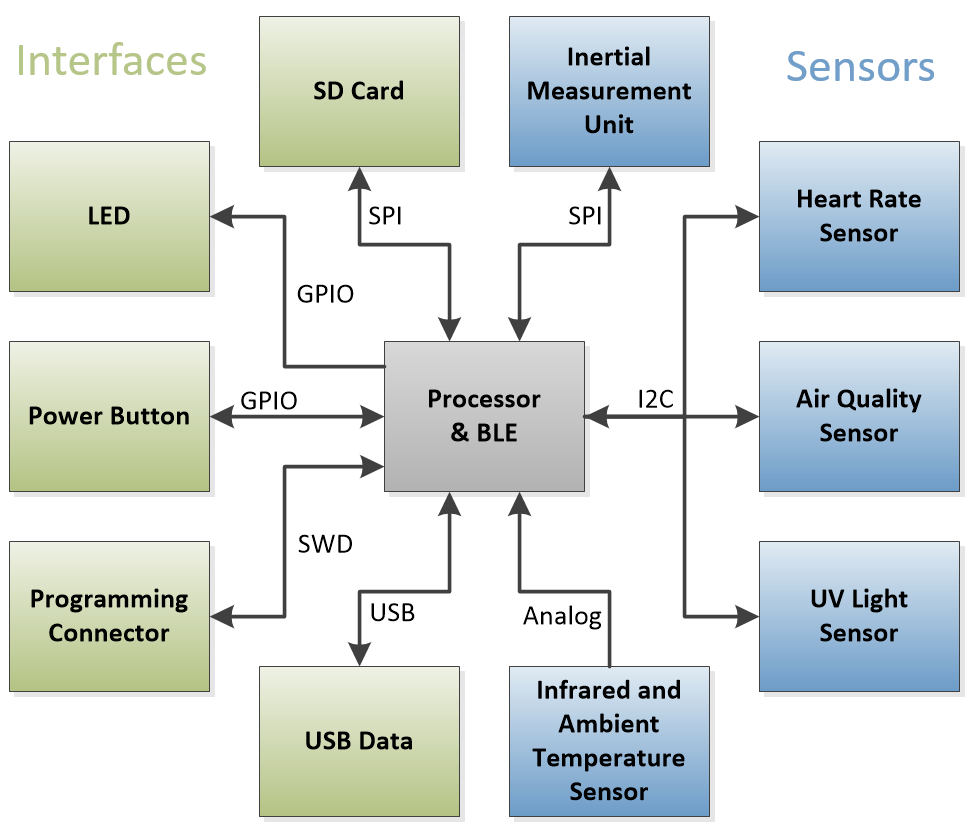 Interfaces
SD Card
Inertial
Measurement
Unit
Sensors
LED
SPI
SPI
Heart Rate
Sensor
GPIO
Power Button
GPIO
Processor
& BLE
I2C
Air Quality
Sensor
Programming
Connector
SWD
USB
Analog
UV Light
Sensor
USB Data
Infrared and
Ambient
Temperature
Sensor